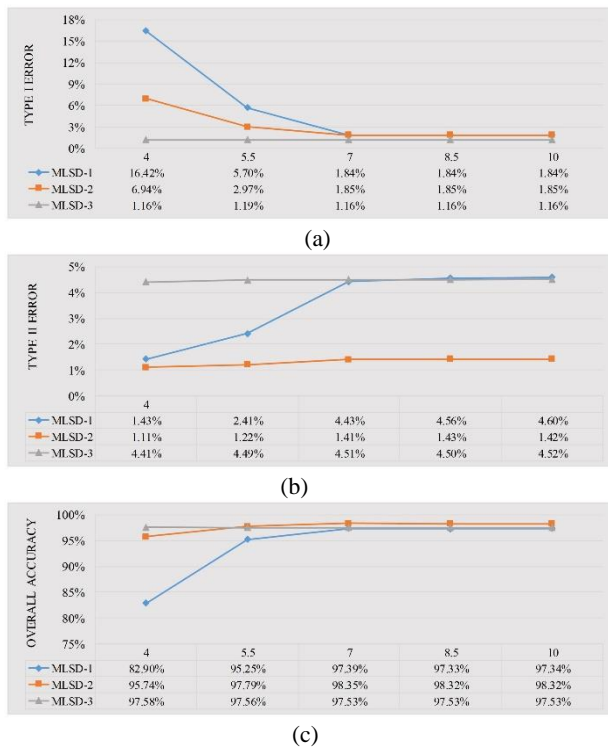 18%
15%
12%
9%
6%
3%
0%
TYPE I ERROR
4 5.5 7 8.5 10
MLSD-1 16.42% 5.70% 1.84% 1.84% 1.84%
MLSD-2 6.94% 2.97% 1.85% 1.85% 1.85%
MLSD-3 1.16% 1.19% 1.16% 1.16% 1.16%
(a)
5%
4%
3%
2%
1%
0%
TYPE II ERROR
4
MLSD-1 1.43% 2.41% 4.43% 4.56% 4.60%
MLSD-2 1.11% 1.22% 1.41% 1.43% 1.42%
MLSD-3 4.41% 4.49% 4.51% 4.50% 4.52%
(b)
100%
95%
90%
85%
80%
75%
OVERALL ACCURACY
4 5.5 7 8.5 10
MLSD-1 82.90% 95.25% 97.39% 97.33% 97.34%
MLSD-2 95.74% 97.79% 98.35% 98.32% 98.32%
MLSD-3 97.58% 97.56% 97.53% 97.53% 97.53%
(c)